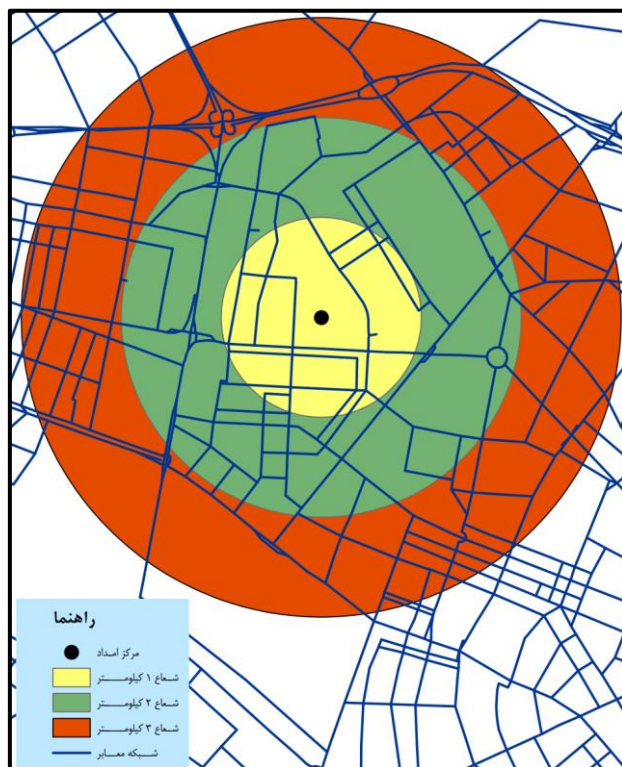 راهنما
مرکز امداد
شعاع ۱ کیلومتر
شعاع ۲ کیلومتر
شعاع ۳ کیلومتر
شبکه معابر